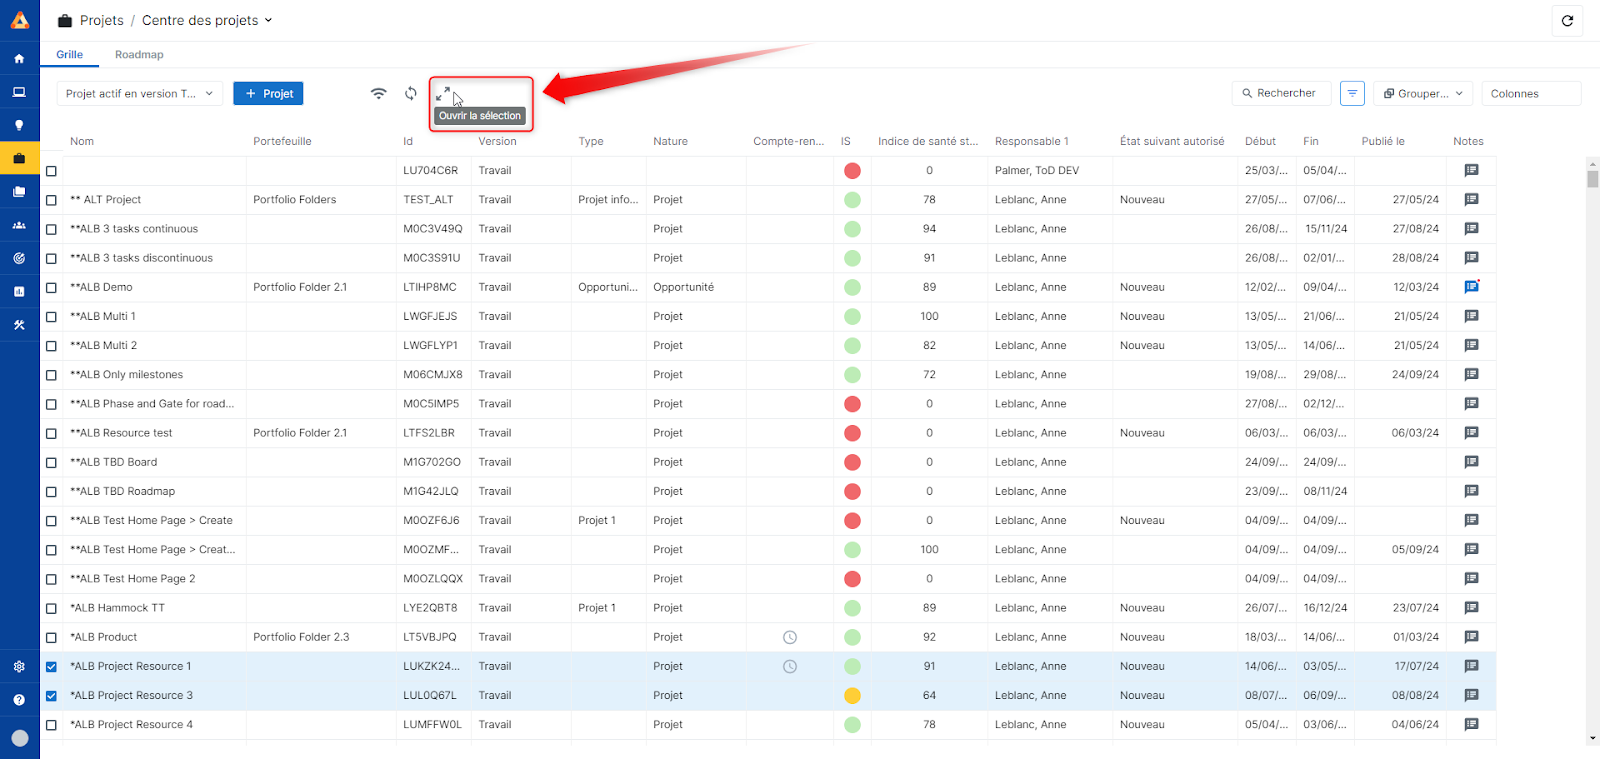 Projets / Centre des projets
Grille Roadmap
Projet actif en version T... + Projet Rechercher Grouper... Colonnes
Ouvrir la sélection
Nom Portefeuille Id Version Type Nature Compte-ren... IS Indice de santé st... Responsable 1 État suivant autorisé Début Fin Publié le Notes
LU704C6R Travail 0 Palmer, ToD DEV 25/03/... 05/04/...
** ALT Project Portfolio Folders TEST_ALT Travail Projet info... Projet 78 Leblanc, Anne Nouveau 27/05/... 07/06/... 27/05/24
**ALB 3 tasks continuous M0C3V49Q Travail Projet 94 Leblanc, Anne 26/08/... 15/11/24 27/08/24
**ALB 3 tasks discontinuous M0C3S91U Travail Projet 91 Leblanc, Anne 26/08/... 02/01/... 28/08/24
**ALB Demo Portfolio Folder 2.1 LTIHP8MC Travail Opportuni... Opportunité 89 Leblanc, Anne Nouveau 12/02/... 09/04/... 12/03/24
**ALB Multi 1 LWGFJEJS Travail Projet 100 Leblanc, Anne Nouveau 13/05/... 21/06/... 21/05/24
**ALB Multi 2 LWGFLYP1 Travail Projet 82 Leblanc, Anne Nouveau 13/05/... 14/06/... 21/05/24
**ALB Only milestones M06CMJX8 Travail Projet 72 Leblanc, Anne 19/08/... 29/08/... 24/09/24
**ALB Phase and Gate for road... M0C5IMP5 Travail Projet 0 Leblanc, Anne 27/08/... 02/12/...
**ALB Resource test Portfolio Folder 2.1 LTFS2LBR Travail Projet 0 Leblanc, Anne Nouveau 06/03/... 06/03/... 06/03/24
**ALB TBD Board M1G702GO Travail Projet 0 Leblanc, Anne 24/09/... 24/09/...
**ALB TBD Roadmap M1G42JLQ Travail Projet 0 Leblanc, Anne 23/09/... 08/11/24
**ALB Test Home Page > Create M0OZF6J6 Travail Projet 1 Projet 0 Leblanc, Anne Nouveau 04/09/... 04/09/...
**ALB Test Home Page > Creat... M0OZMF... Travail Projet 100 Leblanc, Anne 04/09/... 04/09/... 05/09/24
**ALB Test Home Page 2 M0OZLQQX Travail Projet 0 Leblanc, Anne 04/09/... 04/09/...
*ALB Hammock TT LYE2QBT8 Travail Projet 1 Projet 89 Leblanc, Anne Nouveau 26/07/... 16/12/24 23/07/24
*ALB Product Portfolio Folder 2.3 LT5VBJPQ Travail Projet 92 Leblanc, Anne Nouveau 18/03/... 14/06/... 01/03/24
*ALB Project Resource 1 LUKZK24... Travail Projet 91 Leblanc, Anne Nouveau 14/06/... 03/05/... 17/07/24
*ALB Project Resource 3 LUL0Q67L Travail Projet 64 Leblanc, Anne Nouveau 08/07/... 06/09/... 08/08/24
*ALB Project Resource 4 LUMFFW0L Travail Projet 78 Leblanc, Anne Nouveau 05/04/... 03/06/... 04/06/24